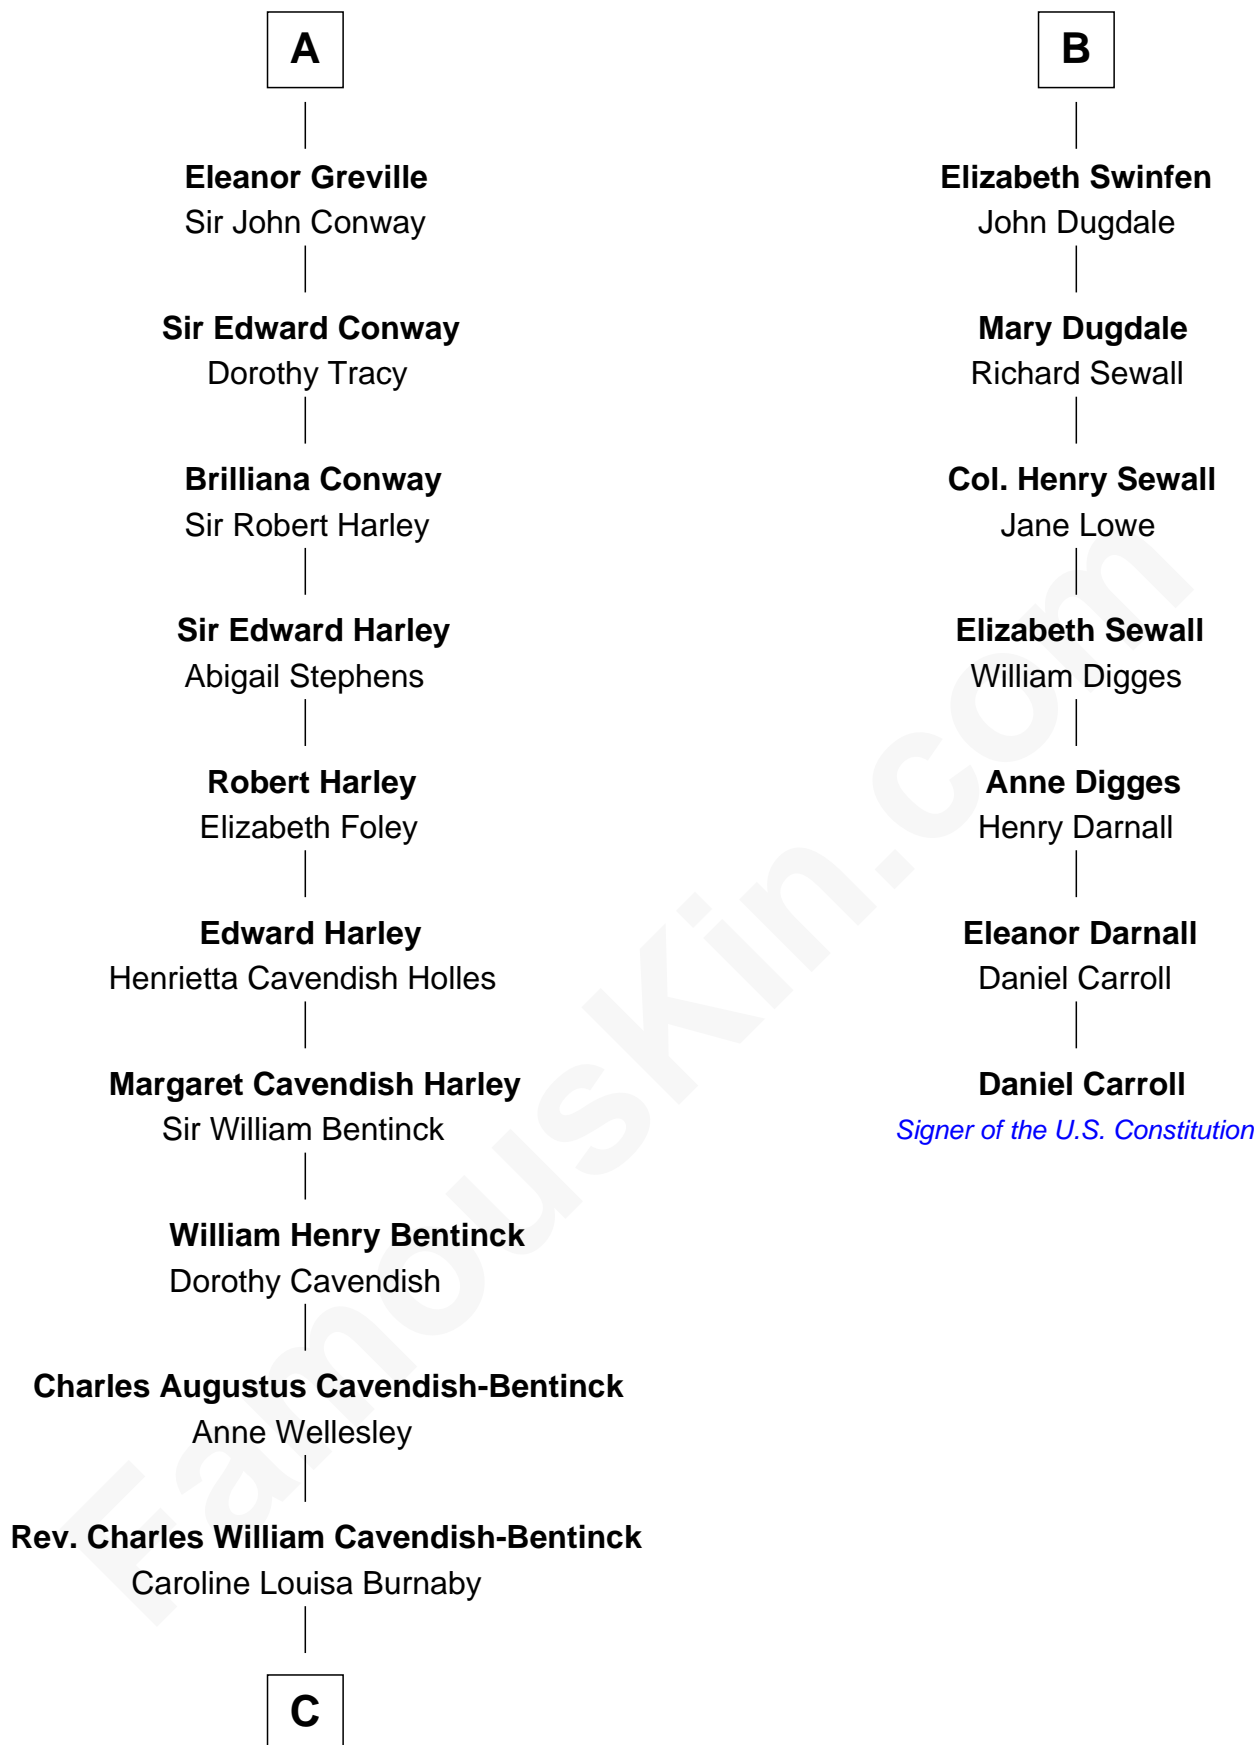 A
Eleanor Greville
Sir John Conway
Sir Edward Conway
Dorothy Tracy
Brilliana Conway
Sir Robert Harley
Sir Edward Harley
Abigail Stephens
Robert Harley
Elizabeth Foley
Edward Harley
Henrietta Cavendish Holles
Margaret Cavendish Harley
Sir William Bentinck
William Henry Bentinck
Dorothy Cavendish
Charles Augustus Cavendish-Bentinck
Anne Wellesley
Rev. Charles William Cavendish-Bentinck
Caroline Louisa Burnaby
C
B
Elizabeth Swinfen
John Dugdale
Mary Dugdale
Richard Sewall
Col. Henry Sewall
Jane Lowe
Elizabeth Sewall
William Digges
Anne Digges
Henry Darnall
Eleanor Darnall
Daniel Carroll
Daniel Carroll
Signer of the U.S. Constitution
FamousKin.com